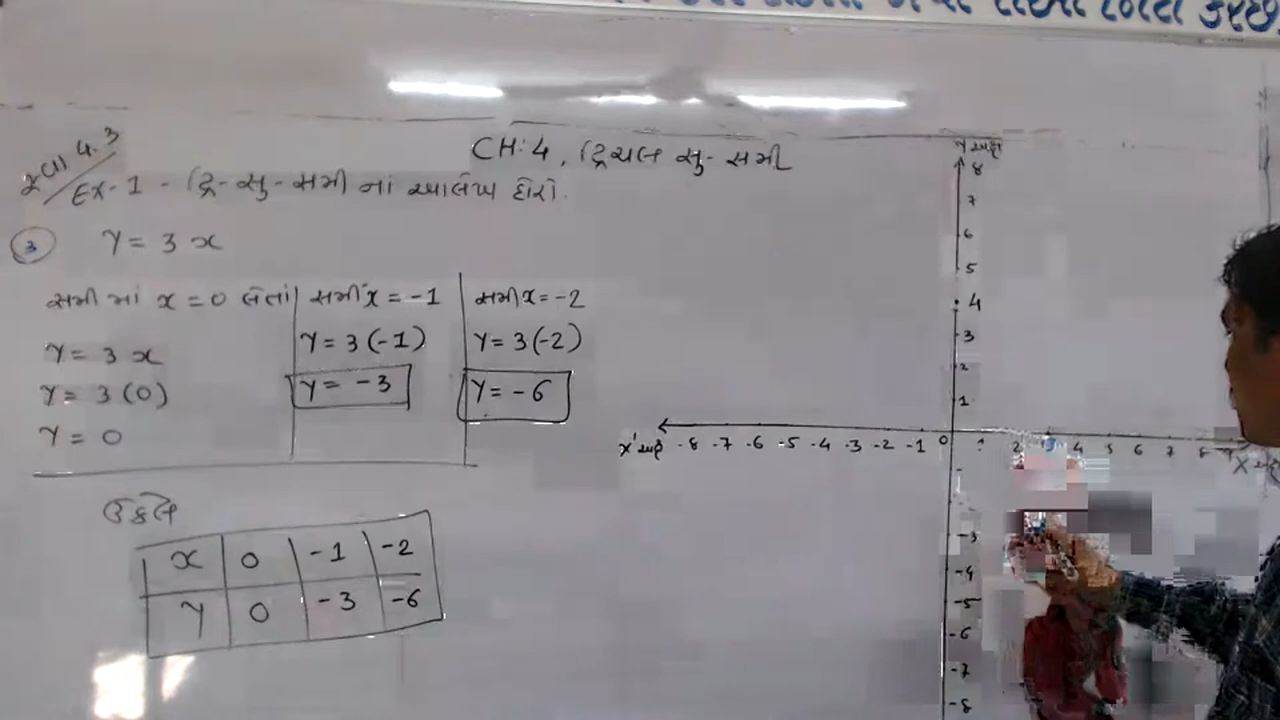 CH:4, દ્વિચલ સુ-સમી
સ્વા 4.3
Ex-1 - દ્વિ-સુ-સમી નાં આલેખ દોરો.
3 y = 3x
સમી માં x = 0 લેતાં
y = 3x
y = 3(0)
y = 0
સમી x = -1
y = 3(-1)
y = -3
સમી x = -2
y = 3(-2)
y = -6
ઉકેલ
x 0 -1 -2
y 0 -3 -6
8
7
6
5
4
3
2
1
x' અક્ષ -8 -7 -6 -5 -4 -3 -2 -1 0 1 2 3 4 5 6 7 8
-3
-4
-5
-6
-7
-8